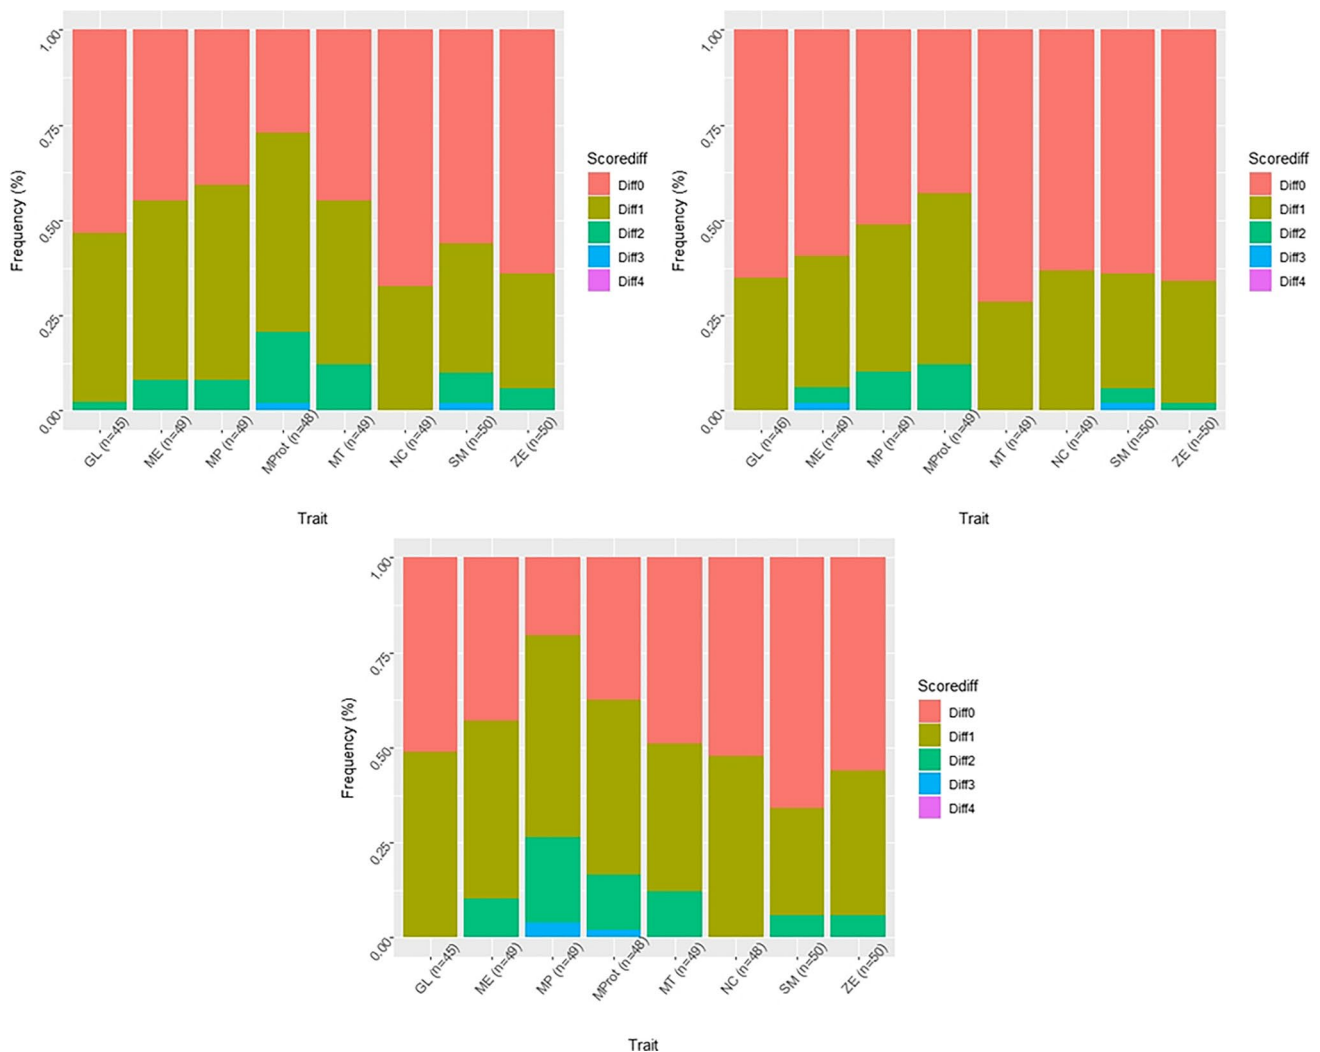 1.00
0.75
0.50
0.25
0.00
Frequency (%)
GL (n=45)
ME (n=49)
MP (n=49)
MProt (n=48)
MT (n=49)
NC (n=49)
SM (n=50)
ZE (n=50)
Trait
Scorediff
Diff0
Diff1
Diff2
Diff3
Diff4
1.00
0.75
0.50
0.25
0.00
Frequency (%)
GL (n=46)
ME (n=49)
MP (n=49)
MProt (n=49)
MT (n=49)
NC (n=49)
SM (n=50)
ZE (n=50)
Trait
Scorediff
Diff0
Diff1
Diff2
Diff3
Diff4
1.00
0.75
0.50
0.25
0.00
Frequency (%)
GL (n=45)
ME (n=49)
MP (n=49)
MProt (n=48)
MT (n=49)
NC (n=48)
SM (n=50)
ZE (n=50)
Trait
Scorediff
Diff0
Diff1
Diff2
Diff3
Diff4